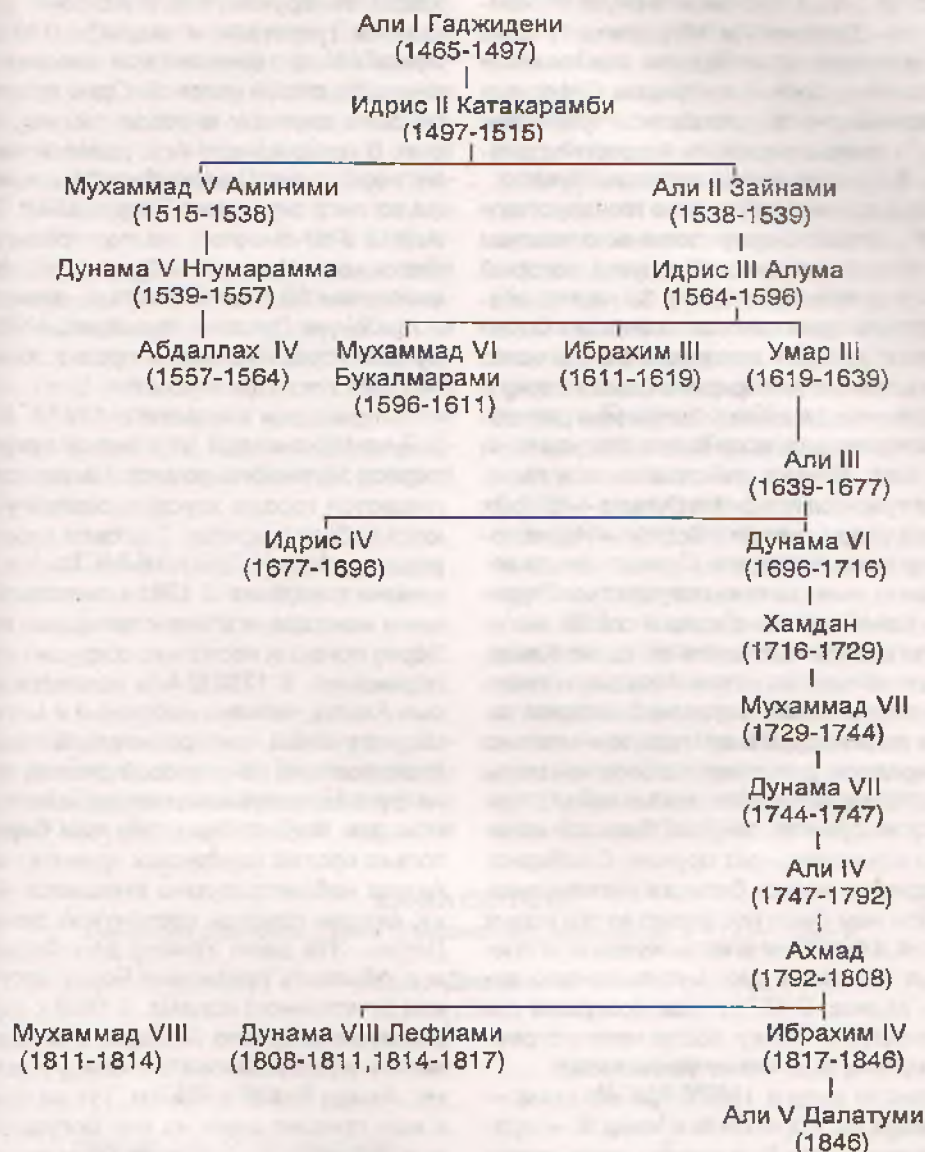 Али I Гаджидени
(1465-1497)
Идрис II Катакарамби
(1497-1515)
Мухаммад V Аминими
(1515-1538)
Али II Зайнами
(1538-1539)
Дунама V Нгумарамма
(1539-1557)
Идрис III Алума
(1564-1596)
Абдаллах IV
(1557-1564)
Мухаммад VI
Букалмарами
(1596-1611)
Ибрахим III
(1611-1619)
Умар III
(1619-1639)
Али III
(1639-1677)
Идрис IV
(1677-1696)
Дунама VI
(1696-1716)
Хамдан
(1716-1729)
Мухаммад VII
(1729-1744)
Дунама VII
(1744-1747)
Али IV
(1747-1792)
Ахмад
(1792-1808)
Мухаммад VIII
(1811-1814)
Дунама VIII Лефиами
(1808-1811,1814-1817)
Ибрахим IV
(1817-1846)
Али V Далатуми
(1846)